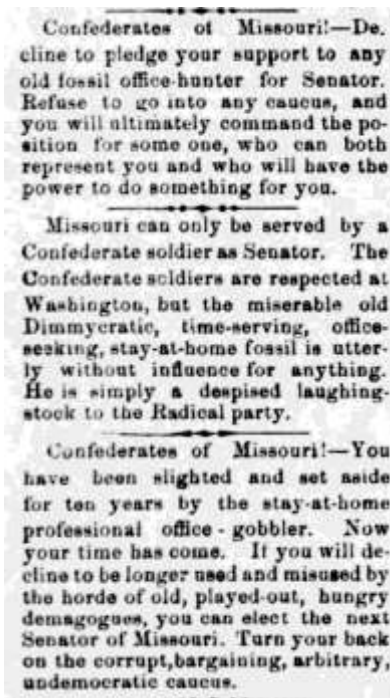 Confederates of Missouri!—De.
cline to pledge your support to any
old fossil office-hunter for Senator.
Refuse to go into any caucus, and
you will ultimately command the po-
sition for some one, who can both
represent you and who will have the
power to do something for you.
Missouri can only be served by a
Confederate soldier as Senator. The
Confederate soldiers are respected at
Washington, but the miserable old
Dimmycratic, time-serving, office-
seeking, stay-at-home fossil is utter-
ly without influence for anything.
He is simply a despised laughing-
stock to the Radical party.
Confederates of Missouri!—You
have been slighted and set aside
for ten years by the stay-at-home
professional office-gobbler. Now
your time has come. If you will de-
cline to be longer used and misused by
the horde of old, played-out, hungry
demagogues, you can elect the next
Senator of Missouri. Turn your back
on the corrupt,bargaining, arbitrary,
undemocratic caucus.